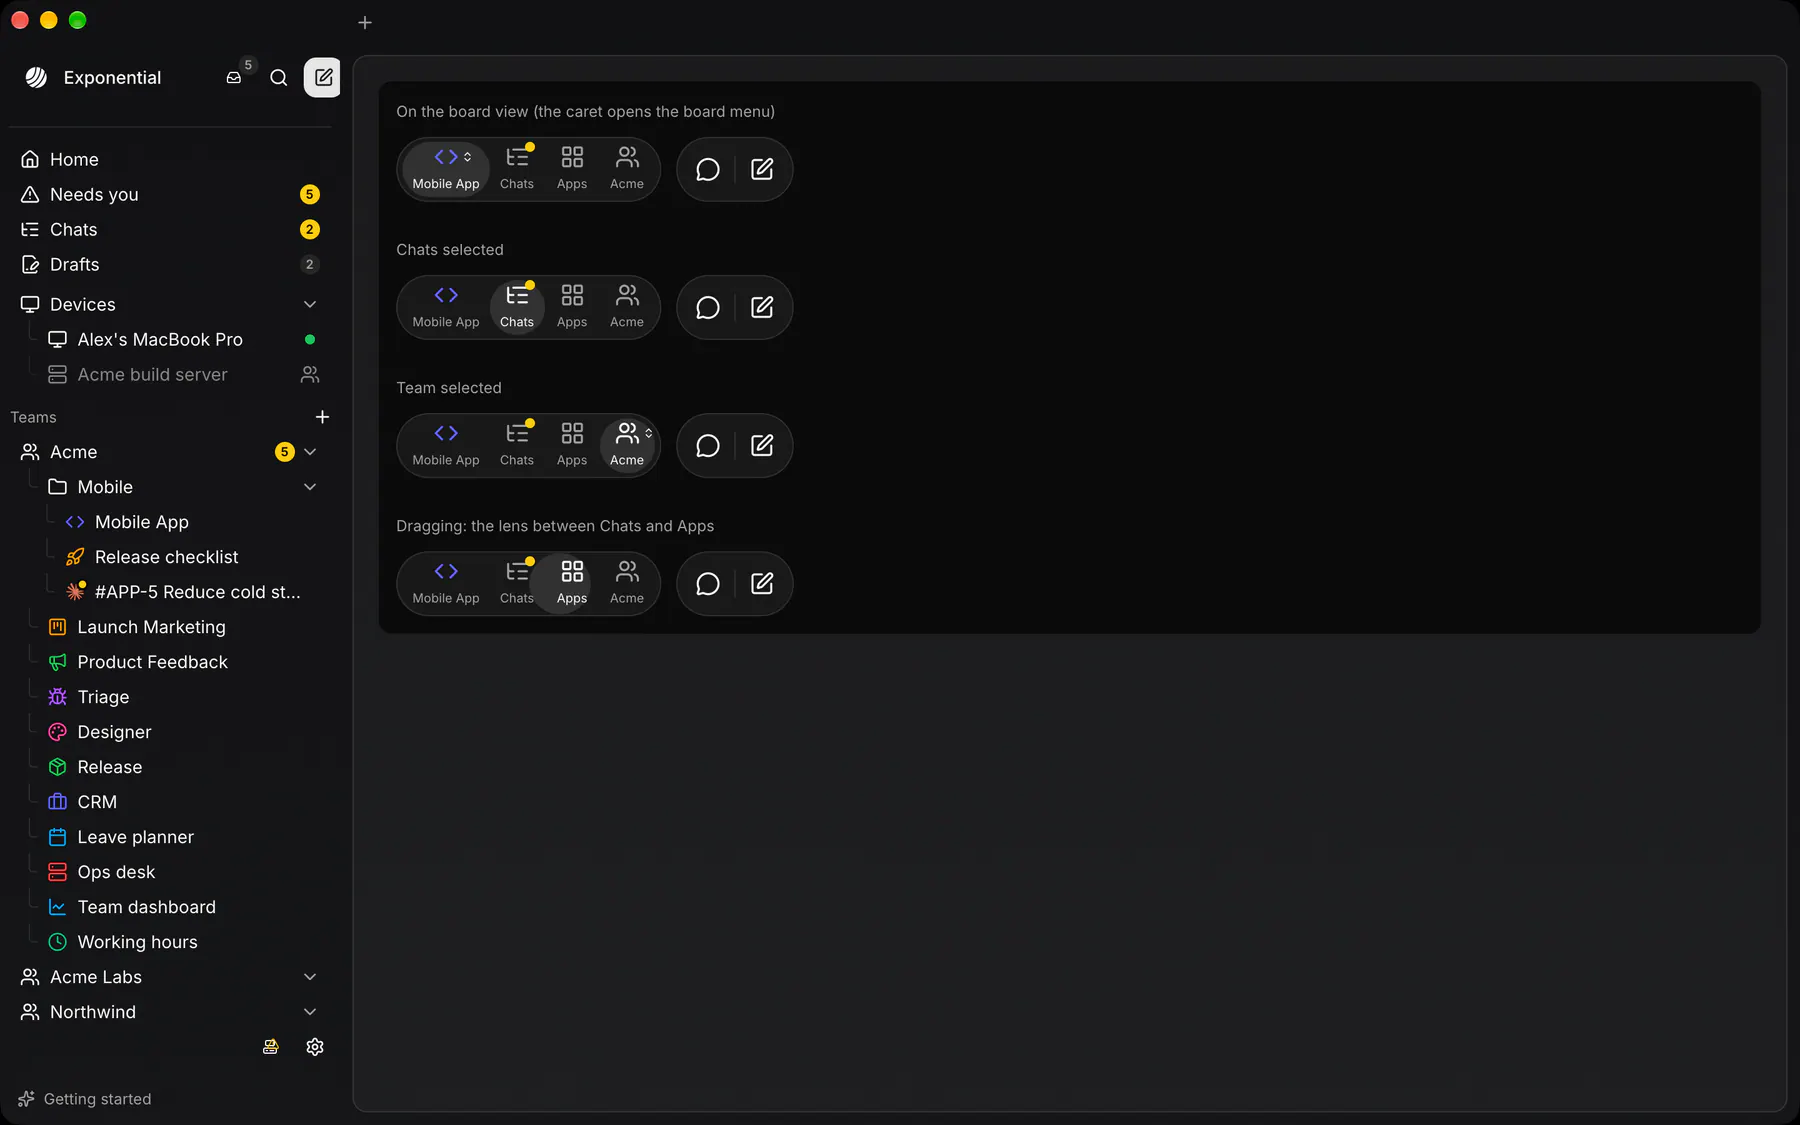 Exponential
5
Home
Needs you
5
Chats
2
Drafts
2
Devices
Alex's MacBook Pro
Acme build server
Teams
Acme
5
Mobile
Mobile App
Release checklist
#APP-5 Reduce cold st...
Launch Marketing
Product Feedback
Triage
Designer
Release
CRM
Leave planner
Ops desk
Team dashboard
Working hours
Acme Labs
Northwind
Getting started
On the board view (the caret opens the board menu)
Mobile App Chats Apps Acme
Chats selected
Mobile App Chats Apps Acme
Team selected
Mobile App Chats Apps Acme
Dragging: the lens between Chats and Apps
Mobile App Chats Apps Acme